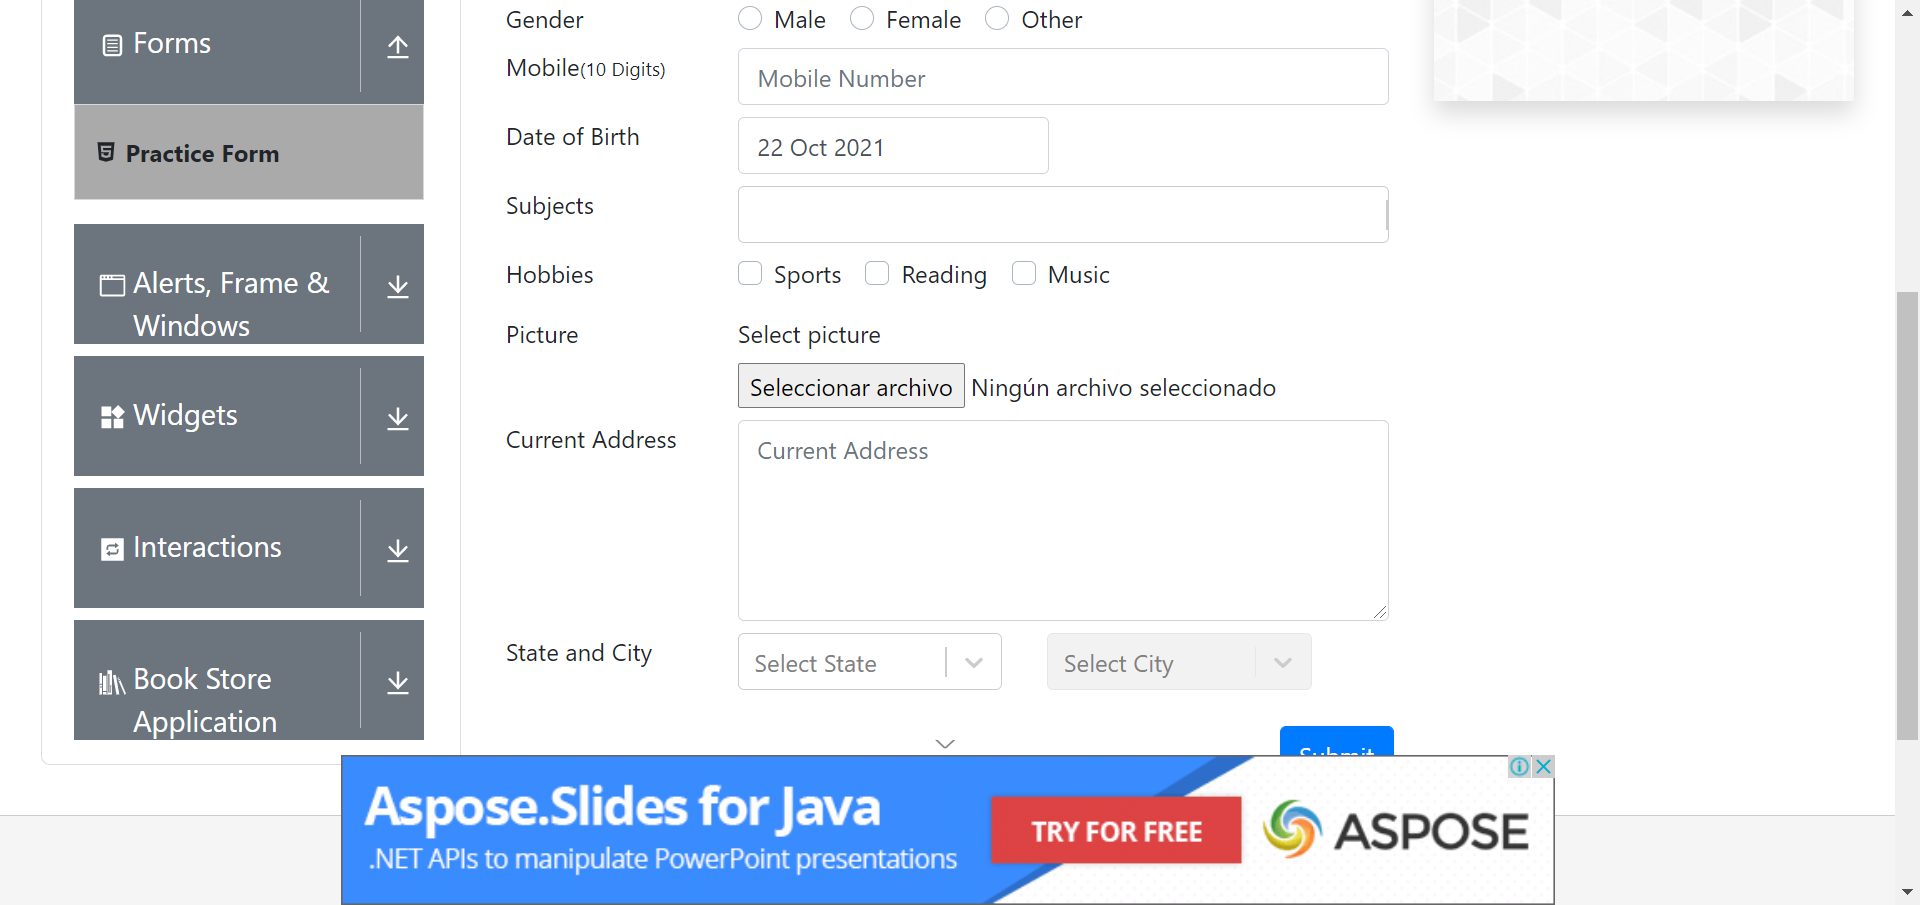 Forms
Practice Form
Alerts, Frame &
Windows
Widgets
Interactions
Book Store
Application
Gender
Male
Female
Other
Mobile(10 Digits)
Mobile Number
Date of Birth
22 Oct 2021
Subjects
Hobbies
Sports
Reading
Music
Picture
Select picture
Seleccionar archivo
Ningún archivo seleccionado
Current Address
Current Address
State and City
Select State
Select City
Submit
Aspose.Slides for Java
.NET APIs to manipulate PowerPoint presentations
TRY FOR FREE
ASPOSE